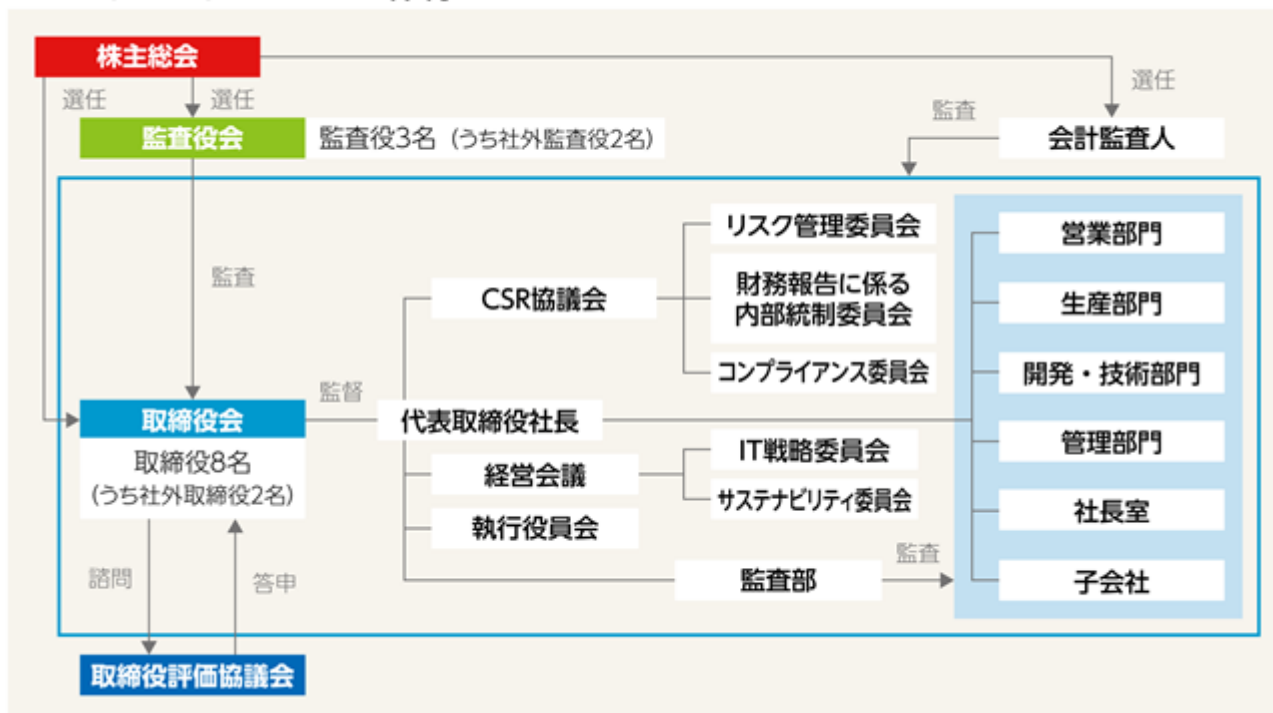 株主総会
選任
選任
選任
監査役会
監査役3名（うち社外監査役2名）
監査
会計監査人
監査
リスク管理委員会
営業部門
CSR協議会
財務報告に係る
内部統制委員会
生産部門
コンプライアンス委員会
開発・技術部門
取締役会
監督
代表取締役社長
取締役8名
（うち社外取締役2名）
経営会議
IT戦略委員会
管理部門
サステナビリティ委員会
社長室
執行役員会
諮問
答申
監査部
監査
子会社
取締役評価協議会